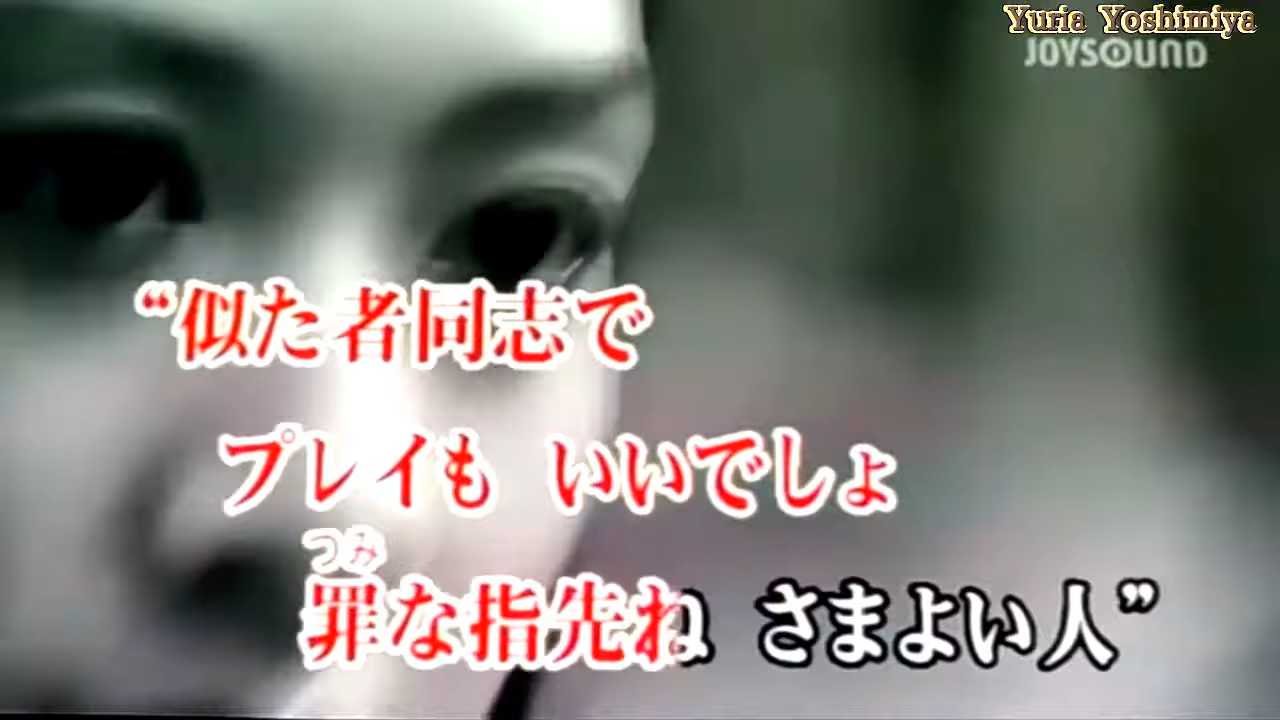 Yuria Yoshimiya
JOYSOUND
“似た者同志で
プレイも いいでしょ
つみ
罪な指先ね さまよい人”